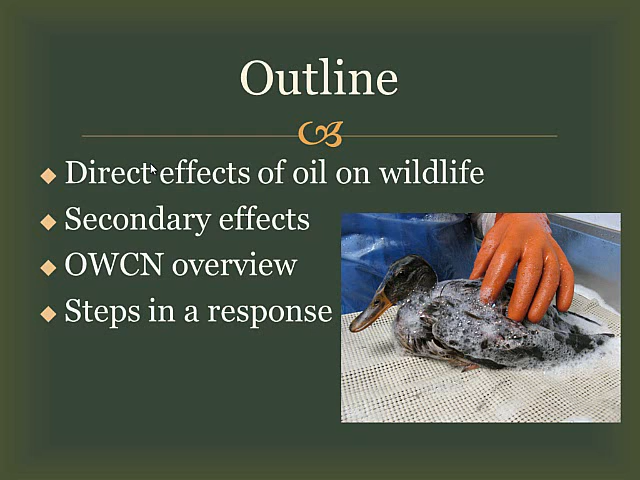 Outline
Direct effects of oil on wildlife
Secondary effects
OWCN overview
Steps in a response